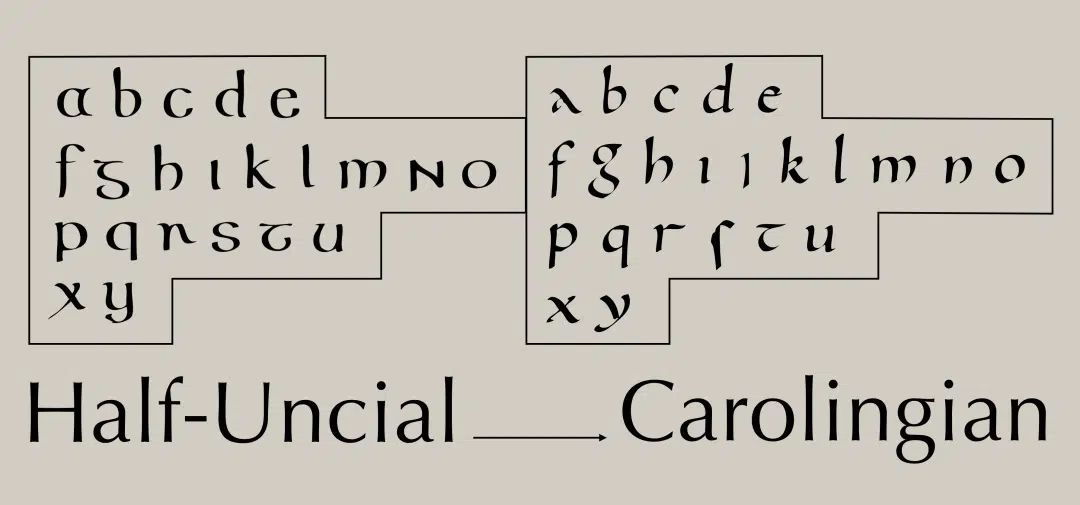 a b c d e
f g h ı k l m N o
p q r s t u
x y
a b c d e
f g h ı j k l m n o
p q r ſ t u
x y
Half-Uncial → Carolingian